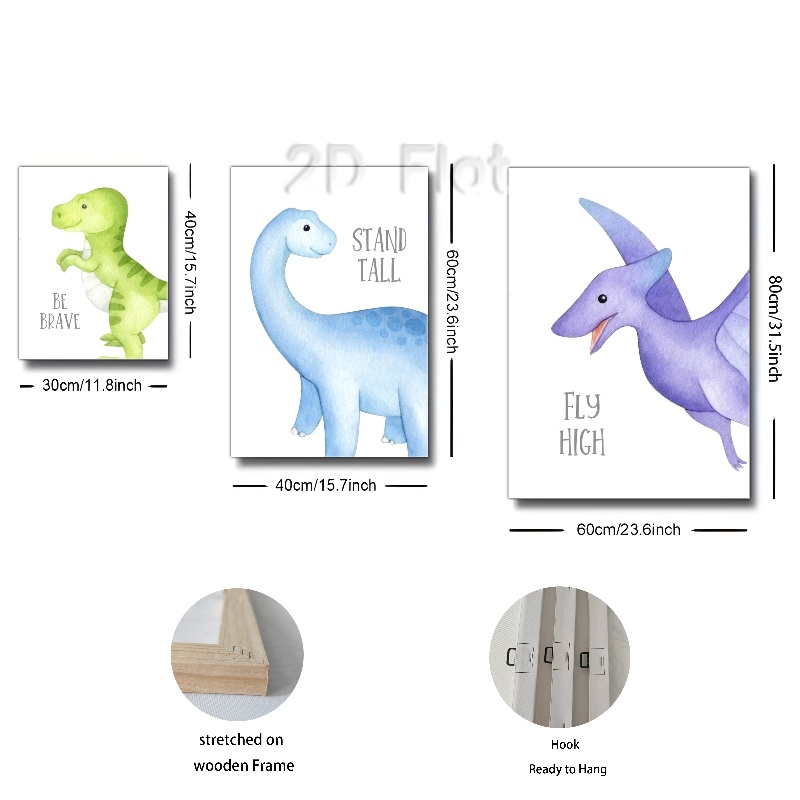 2D Flat
BE
BRAVE
40cm/15.7inch
30cm/11.8inch
STAND
TALL
60cm/23.6inch
40cm/15.7inch
FLY
HIGH
80cm/31.5inch
60cm/23.6inch
stretched on
wooden Frame
Hook
Ready to Hang